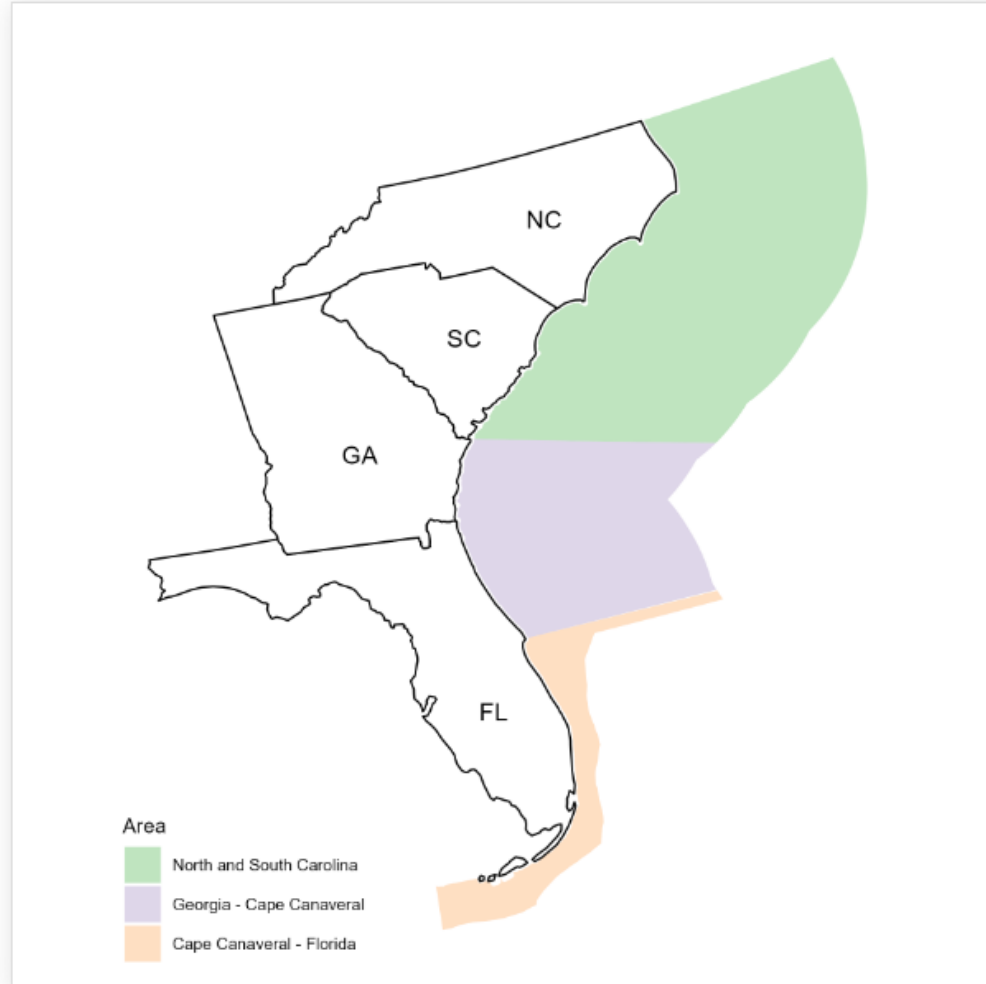 NC
SC
GA
FL
Area
North and South Carolina
Georgia - Cape Canaveral
Cape Canaveral - Florida